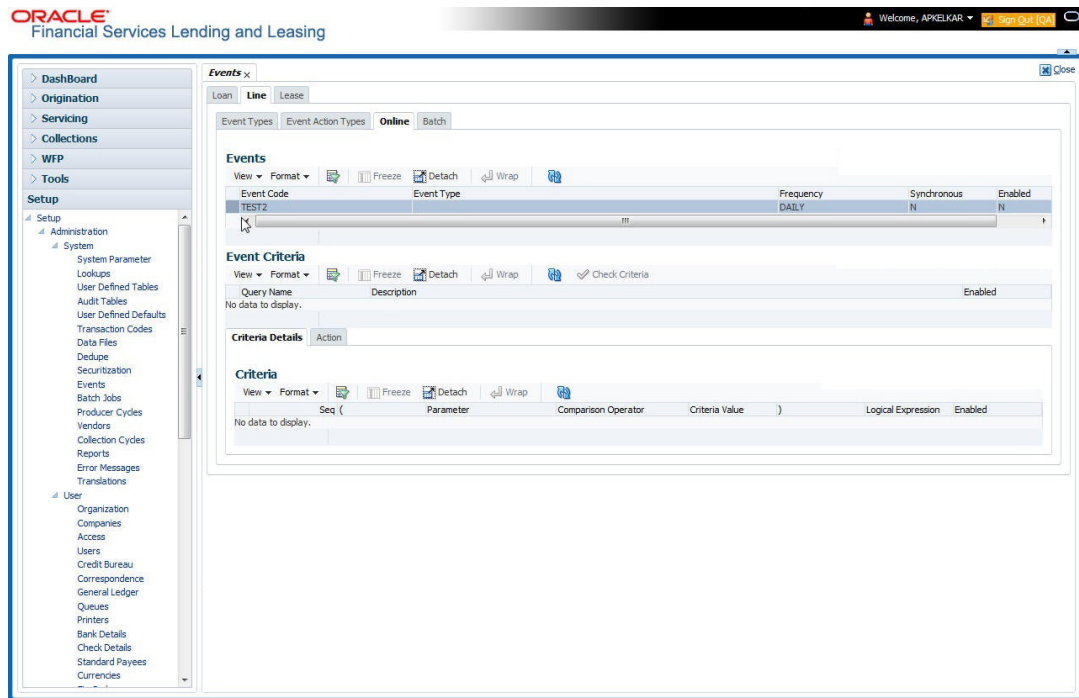 ORACLE®
Financial Services Lending and Leasing
Welcome, APKELKAR
Sign Out [QA]
DashBoard
Origination
Servicing
Collections
WFP
Tools
Setup
Setup
Administration
System
System Parameter
Lookups
User Defined Tables
Audit Tables
User Defined Defaults
Transaction Codes
Data Files
Dedupe
Securitization
Events
Batch Jobs
Producer Cycles
Vendors
Collection Cycles
Reports
Error Messages
Translations
User
Organization
Companies
Access
Users
Credit Bureau
Correspondence
General Ledger
Queues
Printers
Bank Details
Check Details
Standard Payees
Currencies
Events
Close
Loan Line Lease
Event Types Event Action Types Online Batch
Events
View Format Freeze Detach Wrap
Event Code Event Type Frequency Synchronous Enabled
TEST2 DAILY N N
Event Criteria
View Format Freeze Detach Wrap Check Criteria
Query Name Description Enabled
No data to display.
Criteria Details Action
Criteria
View Format Freeze Detach Wrap
Seq ( Parameter Comparison Operator Criteria Value ) Logical Expression Enabled
No data to display.